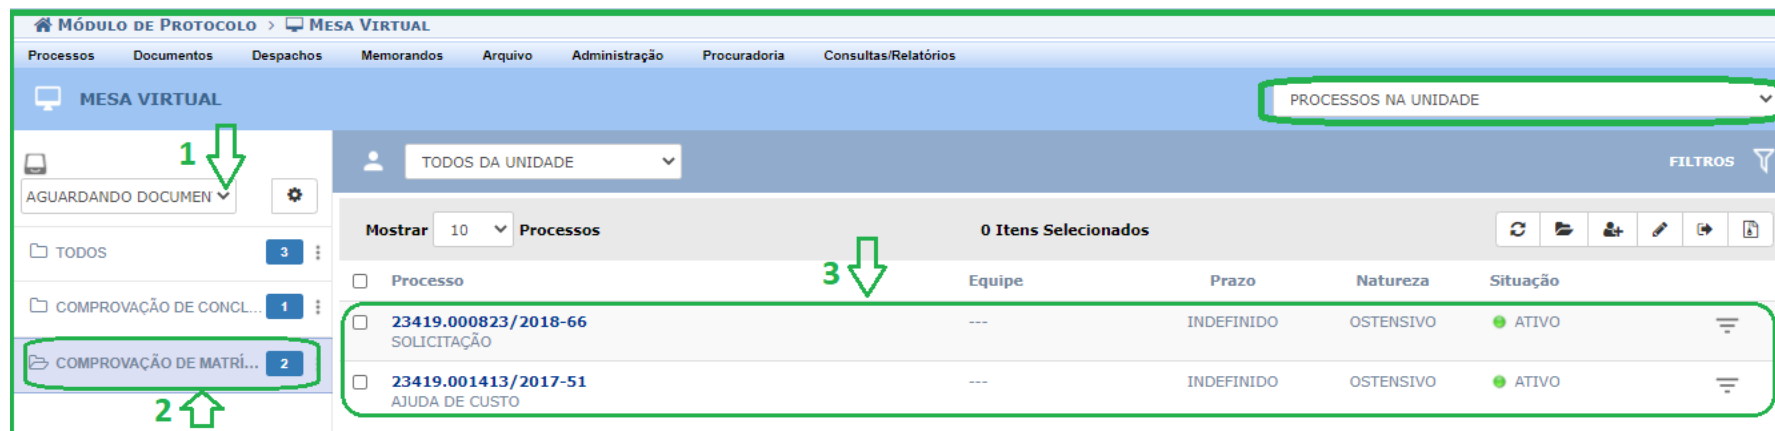 MÓDULO DE PROTOCOLO > MESA VIRTUAL
Processos Documentos Despachos Memorandos Arquivo Administração Procuradoria Consultas/Relatórios
MESA VIRTUAL
PROCESSOS NA UNIDADE
1
TODOS DA UNIDADE
FILTROS
AGUARDANDO DOCUMEN
Mostrar 10 Processos 0 Itens Selecionados
TODOS 3
3
Processo Equipe Prazo Natureza Situação
COMPROVAÇÃO DE CONCL... 1
23419.000823/2018-66 --- INDEFINIDO OSTENSIVO ATIVO
SOLICITAÇÃO
COMPROVAÇÃO DE MATRÍ... 2
23419.001413/2017-51 --- INDEFINIDO OSTENSIVO ATIVO
AJUDA DE CUSTO
2